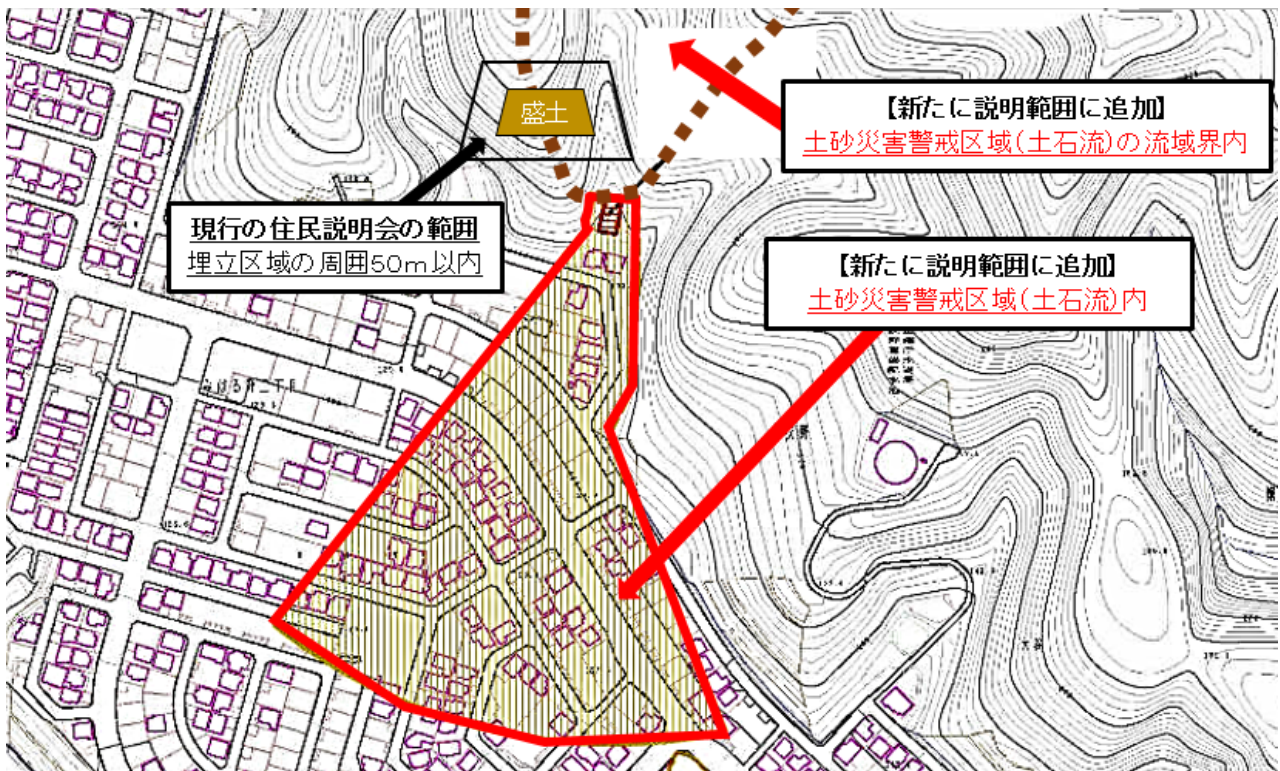 盛土
【新たに説明範囲に追加】
土砂災害警戒区域(土石流)の流域界内
現行の住民説明会の範囲
埋立区域の周囲50m以内
【新たに説明範囲に追加】
土砂災害警戒区域(土石流)内